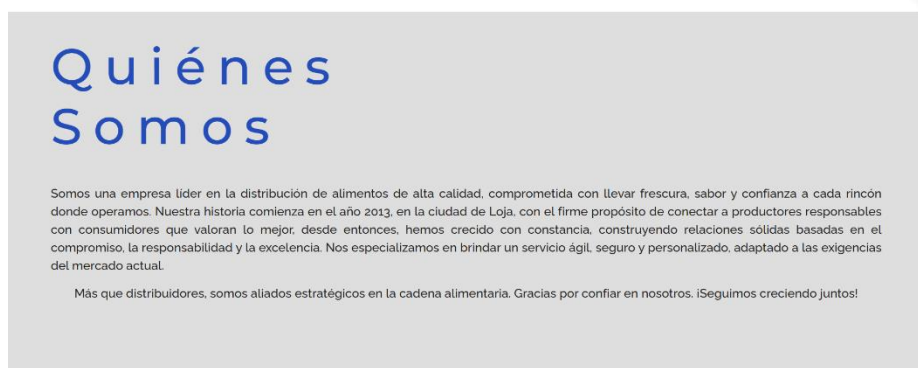 Quiénes
Somos
Somos una empresa líder en la distribución de alimentos de alta calidad, comprometida con llevar frescura, sabor y confianza a cada rincón
donde operamos. Nuestra historia comienza en el año 2013, en la ciudad de Loja, con el firme propósito de conectar a productores responsables
con consumidores que valoran lo mejor, desde entonces, hemos crecido con constancia, construyendo relaciones sólidas basadas en el
compromiso, la responsabilidad y la excelencia. Nos especializamos en brindar un servicio ágil, seguro y personalizado, adaptado a las exigencias
del mercado actual.
Más que distribuidores, somos aliados estratégicos en la cadena alimentaria. Gracias por confiar en nosotros. ¡Seguimos creciendo juntos!